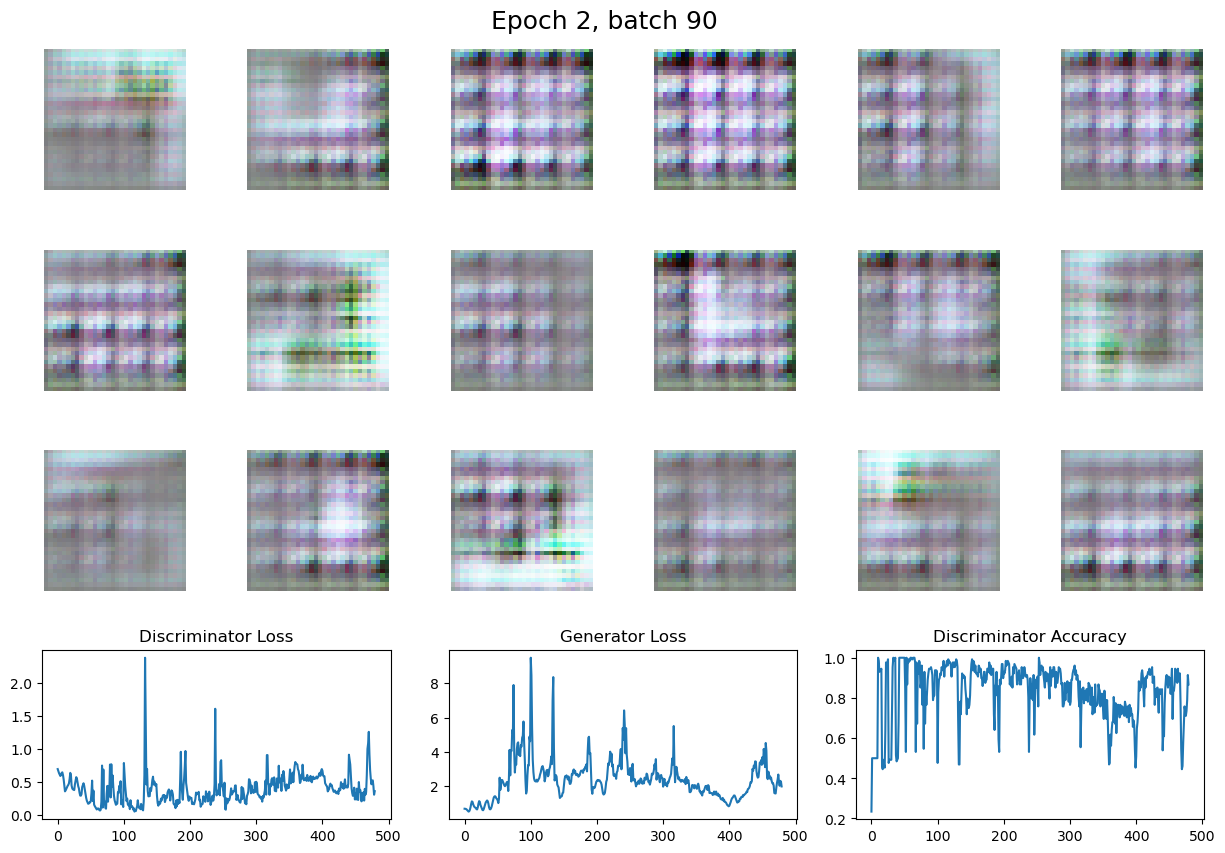 Epoch 2, batch 90
Discriminator Loss
Generator Loss
Discriminator Accuracy
2.0
1.5
1.0
0.5
0.0
0 100 200 300 400 500
8
6
4
2
0 100 200 300 400 500
1.0
0.8
0.6
0.4
0.2
0 100 200 300 400 500